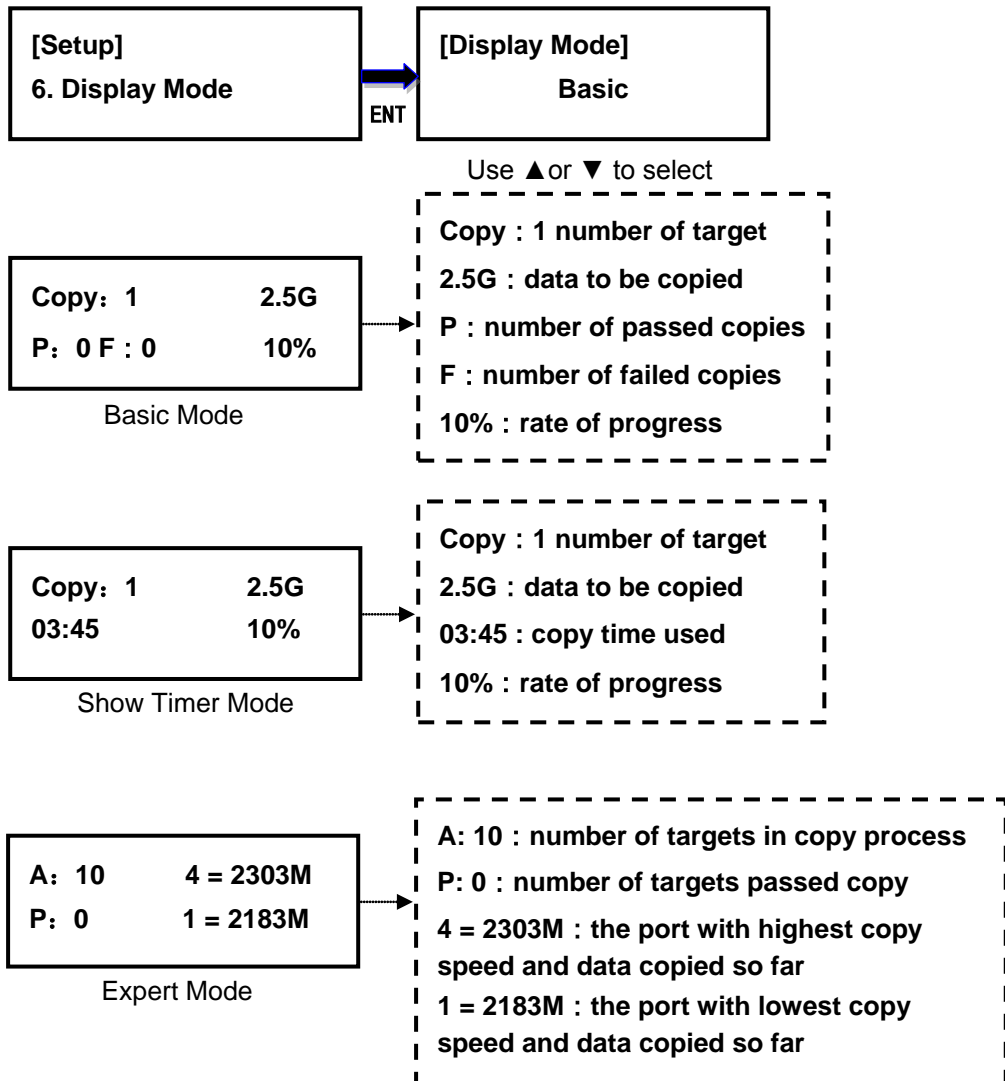 [Setup]
6. Display Mode
ENT
[Display Mode]
Basic
Use ▲or ▼ to select
Copy：1 2.5G
P：0 F：0 10%
Basic Mode
Copy：1 number of target
2.5G：data to be copied
P：number of passed copies
F：number of failed copies
10%：rate of progress
Copy：1 2.5G
03:45 10%
Show Timer Mode
Copy：1 number of target
2.5G：data to be copied
03:45 : copy time used
10%：rate of progress
A：10 4 = 2303M
P：0 1 = 2183M
Expert Mode
A: 10：number of targets in copy process
P: 0：number of targets passed copy
4 = 2303M：the port with highest copy
speed and data copied so far
1 = 2183M：the port with lowest copy
speed and data copied so far